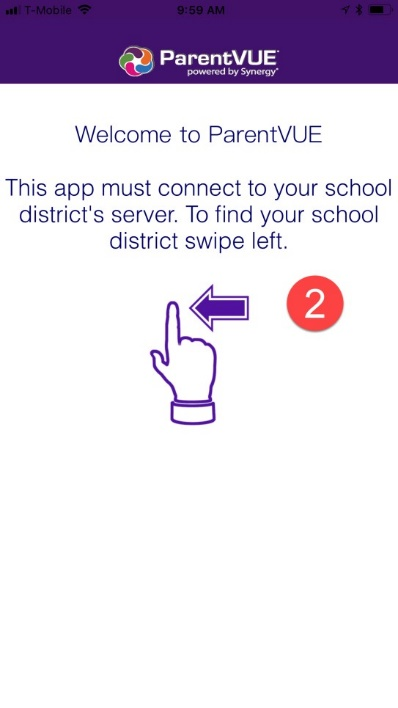 T-Mobile 9:59 AM
ParentVUE
powered by Synergy
Welcome to ParentVUE
This app must connect to your school
district's server. To find your school
district swipe left.
2